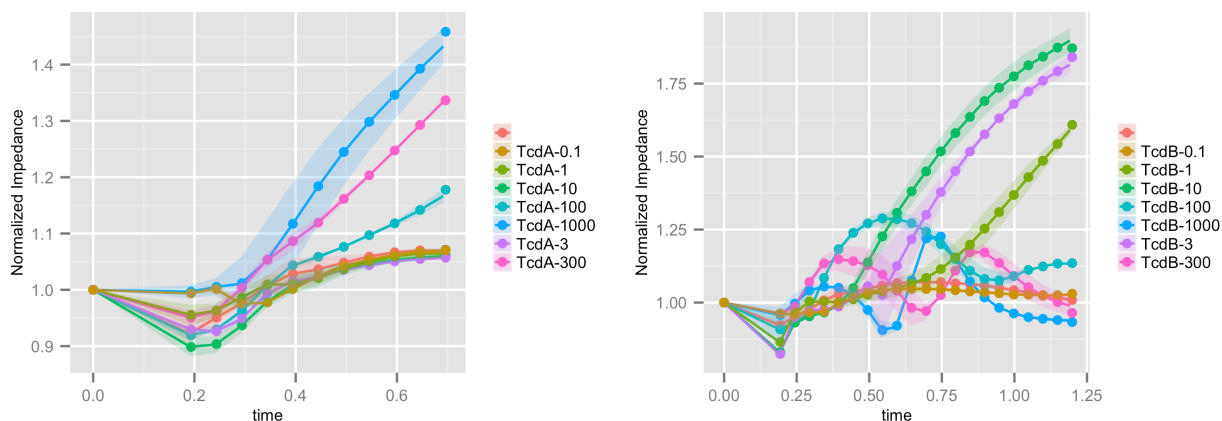 1.4
1.3
1.2
1.1
1.0
0.9
Normalized Impedance
0.0
0.2
0.4
0.6
time
TcdA-0.1
TcdA-1
TcdA-10
TcdA-100
TcdA-1000
TcdA-3
TcdA-300
1.75
1.50
1.25
1.00
Normalized Impedance
0.00
0.25
0.50
0.75
1.00
1.25
time
TcdB-0.1
TcdB-1
TcdB-10
TcdB-100
TcdB-1000
TcdB-3
TcdB-300